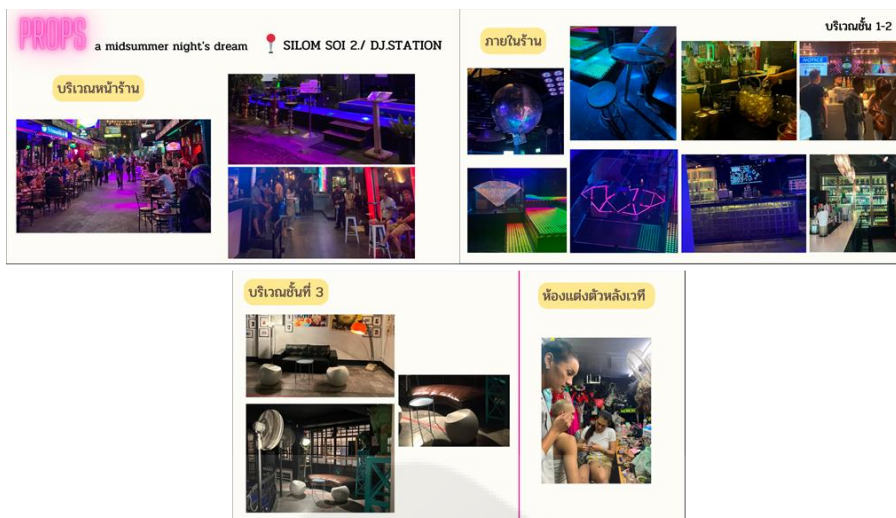 PROPS a midsummer night's dream 📍 SILOM SOI 2./ DJ.STATION
บริเวณหน้าร้าน
ภายในร้าน
บริเวณชั้น 1-2
NOTICE
บริเวณชั้นที่ 3
ห้องแต่งตัวหลังเวที